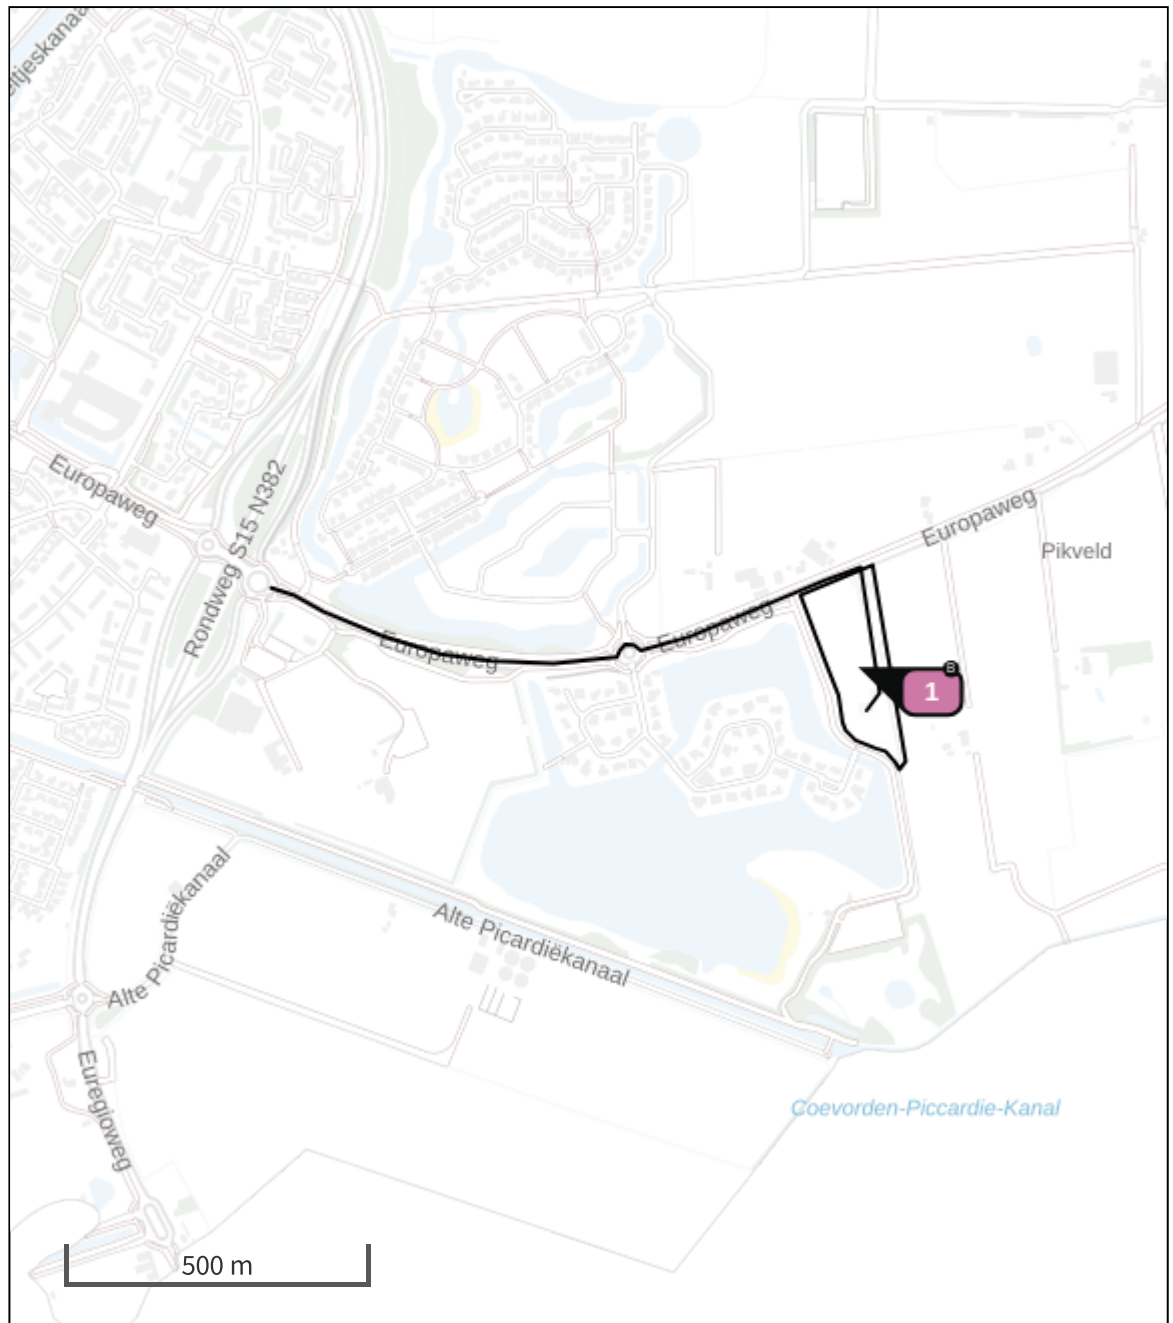 Europaweg
Rondweg S15 N382
Europaweg
Europaweg
Europaweg
Pikveld
B
1
Alte Picardiëkanaal
Alte Picardiëkanaal
Euregioweg
Coevorden-Piccardie-Kanal
500 m